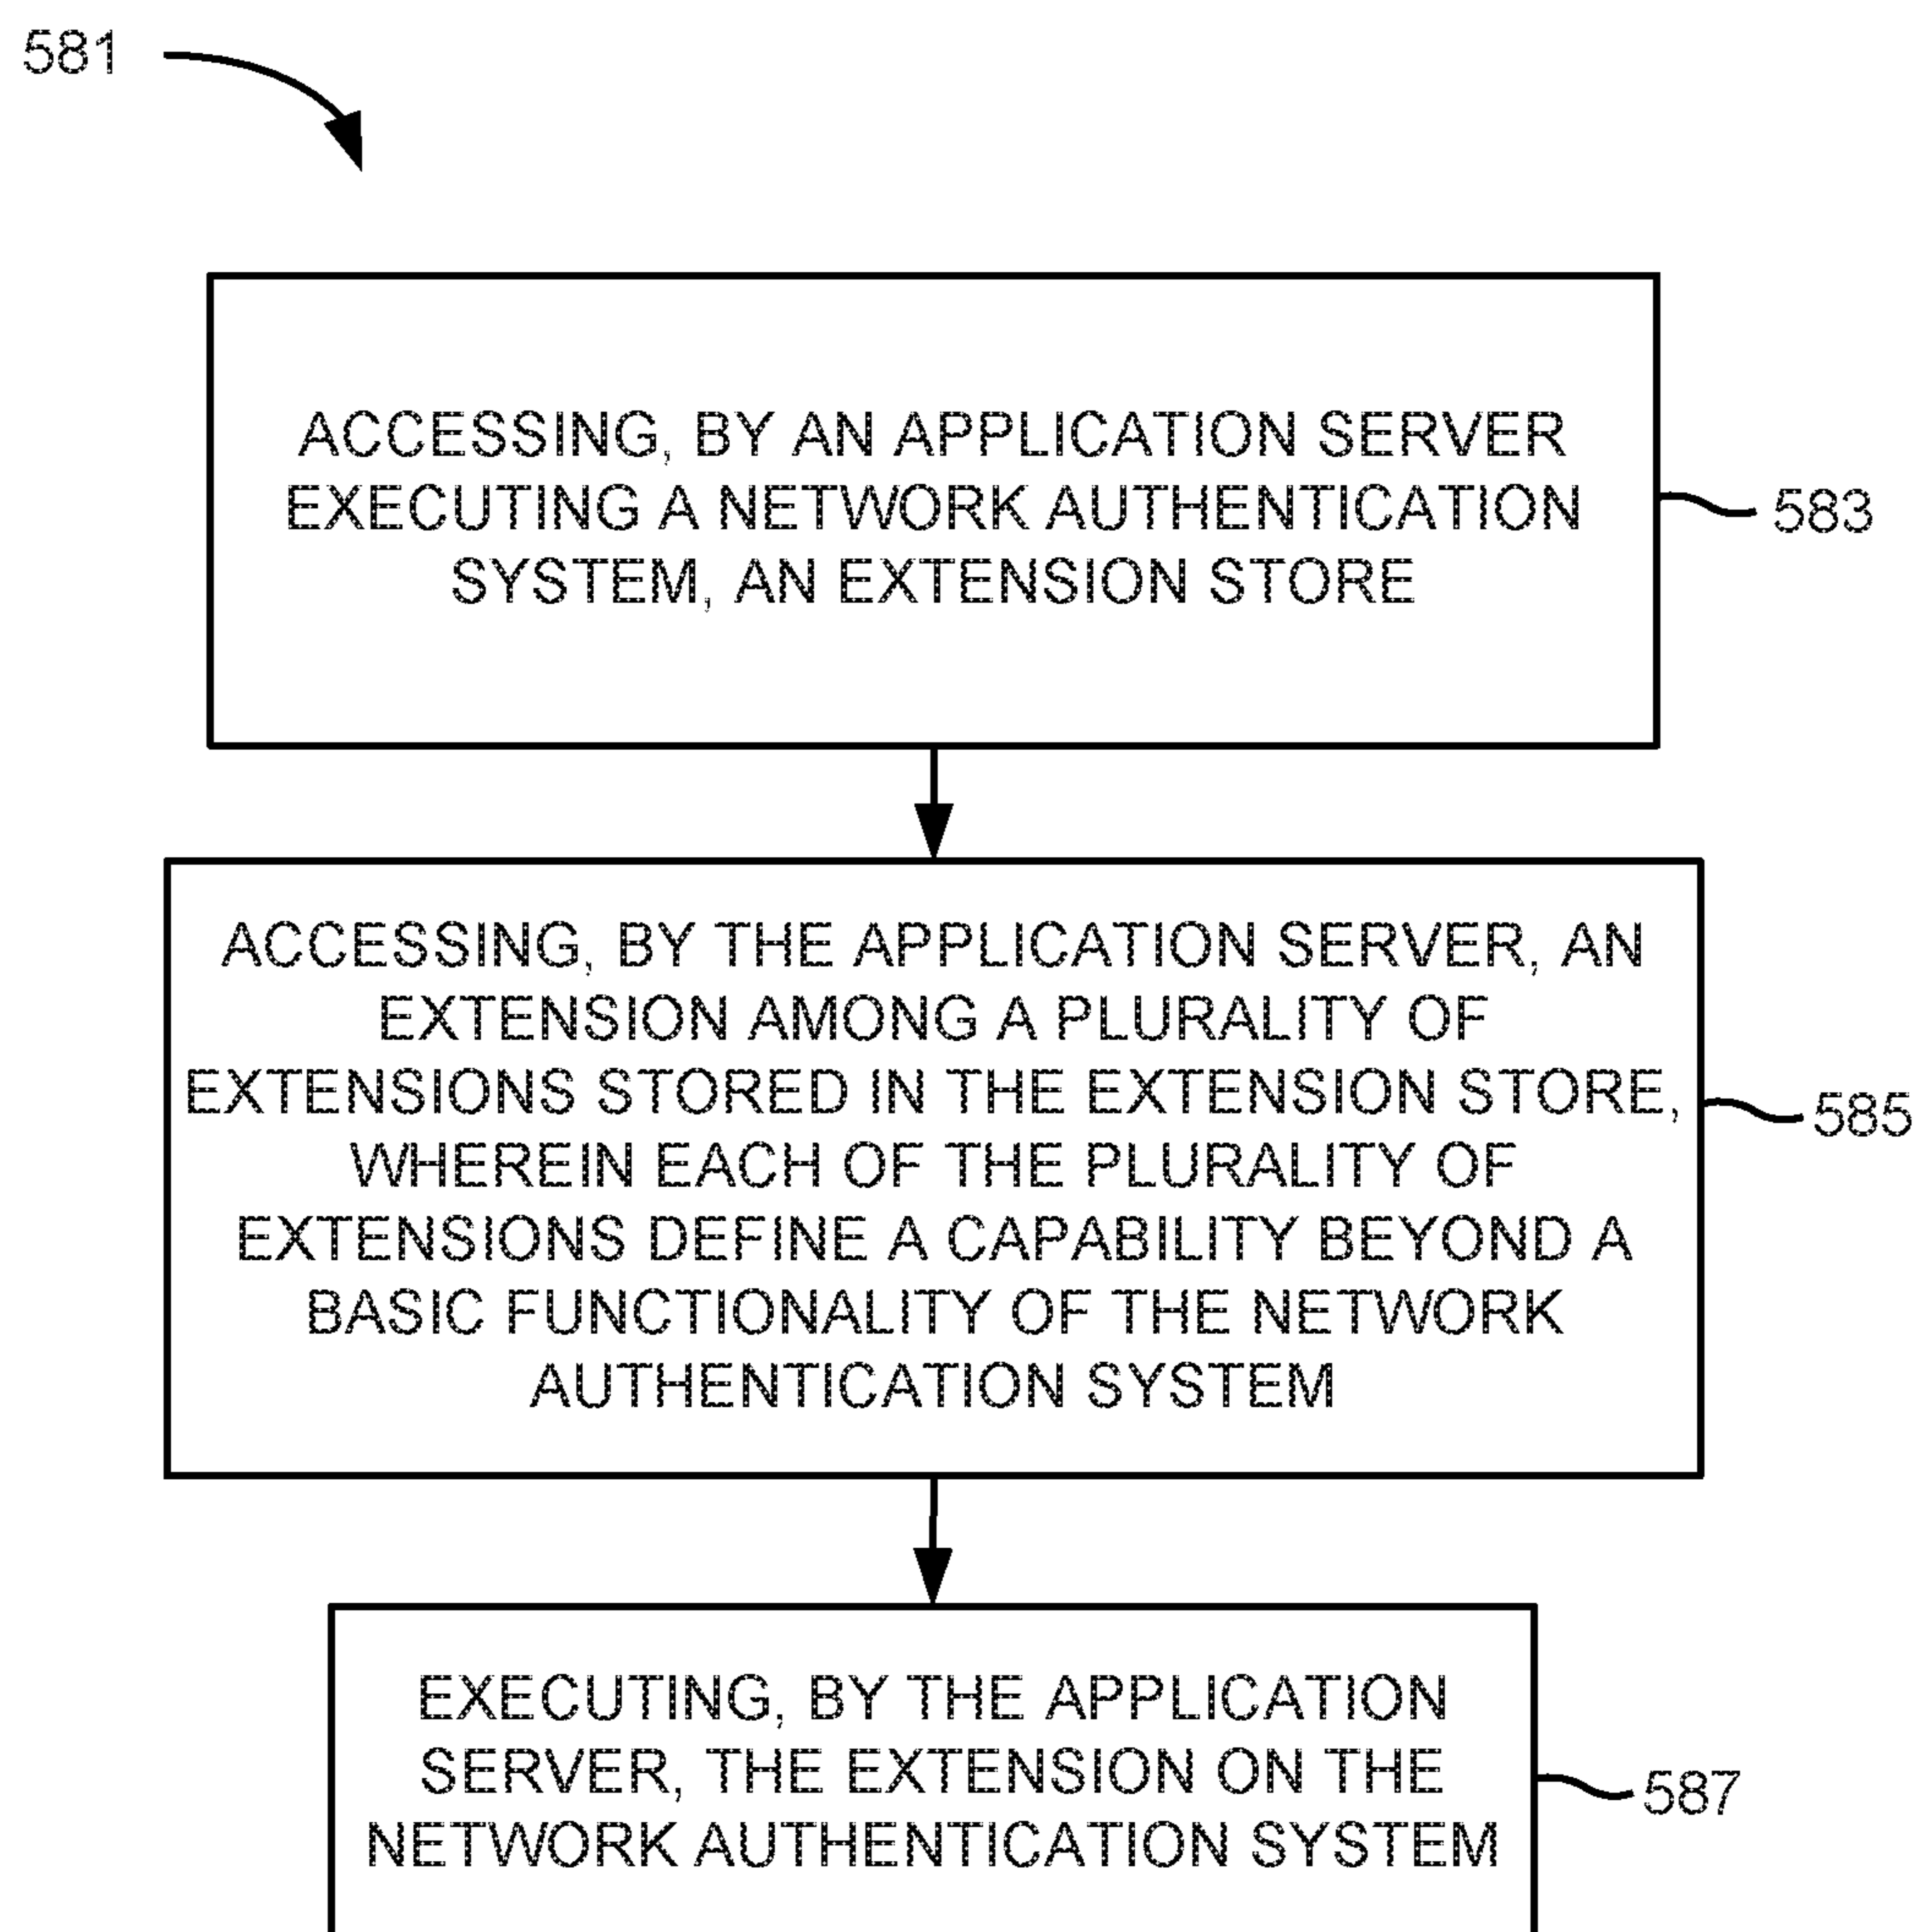 581
ACCESSING, BY AN APPLICATION SERVER
EXECUTING A NETWORK AUTHENTICATION
SYSTEM, AN EXTENSION STORE
583
ACCESSING, BY THE APPLICATION SERVER, AN
EXTENSION AMONG A PLURALITY OF
EXTENSIONS STORED IN THE EXTENSION STORE,
WHEREIN EACH OF THE PLURALITY OF
EXTENSIONS DEFINE A CAPABILITY BEYOND A
BASIC FUNCTIONALITY OF THE NETWORK
AUTHENTICATION SYSTEM
585
EXECUTING, BY THE APPLICATION
SERVER, THE EXTENSION ON THE
NETWORK AUTHENTICATION SYSTEM
587